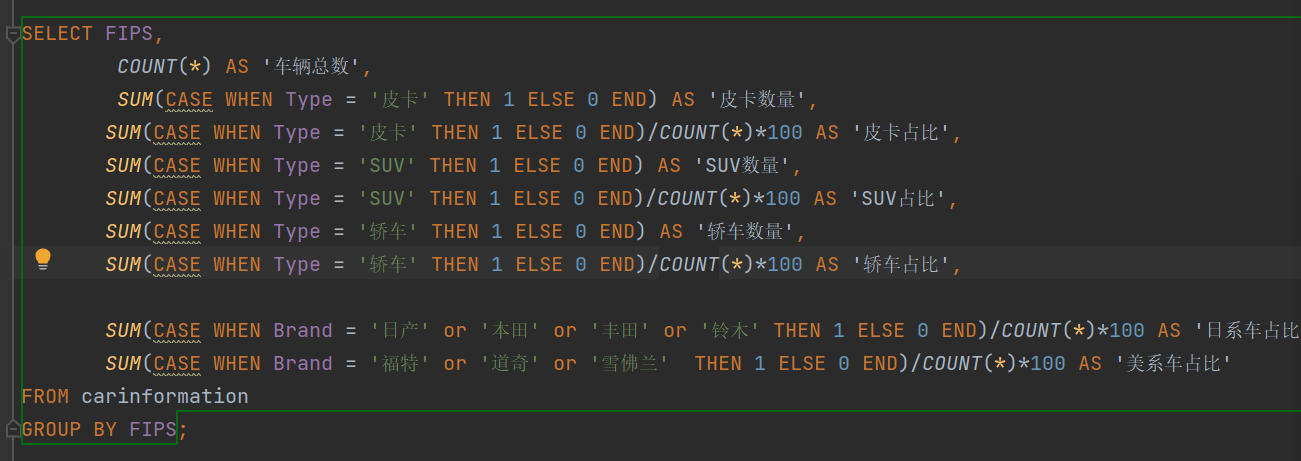 SELECT FIPS,
COUNT(*) AS '车辆总数',
SUM(CASE WHEN Type = '皮卡' THEN 1 ELSE 0 END) AS '皮卡数量',
SUM(CASE WHEN Type = '皮卡' THEN 1 ELSE 0 END)/COUNT(*)*100 AS '皮卡占比',
SUM(CASE WHEN Type = 'SUV' THEN 1 ELSE 0 END) AS 'SUV数量',
SUM(CASE WHEN Type = 'SUV' THEN 1 ELSE 0 END)/COUNT(*)*100 AS 'SUV占比',
SUM(CASE WHEN Type = '轿车' THEN 1 ELSE 0 END) AS '轿车数量',
SUM(CASE WHEN Type = '轿车' THEN 1 ELSE 0 END)/COUNT(*)*100 AS '轿车占比',
SUM(CASE WHEN Brand = '日产' or '本田' or '丰田' or '铃木' THEN 1 ELSE 0 END)/COUNT(*)*100 AS '日系车占比
SUM(CASE WHEN Brand = '福特' or '道奇' or '雪佛兰'  THEN 1 ELSE 0 END)/COUNT(*)*100 AS '美系车占比'
FROM carinformation
GROUP BY FIPS;